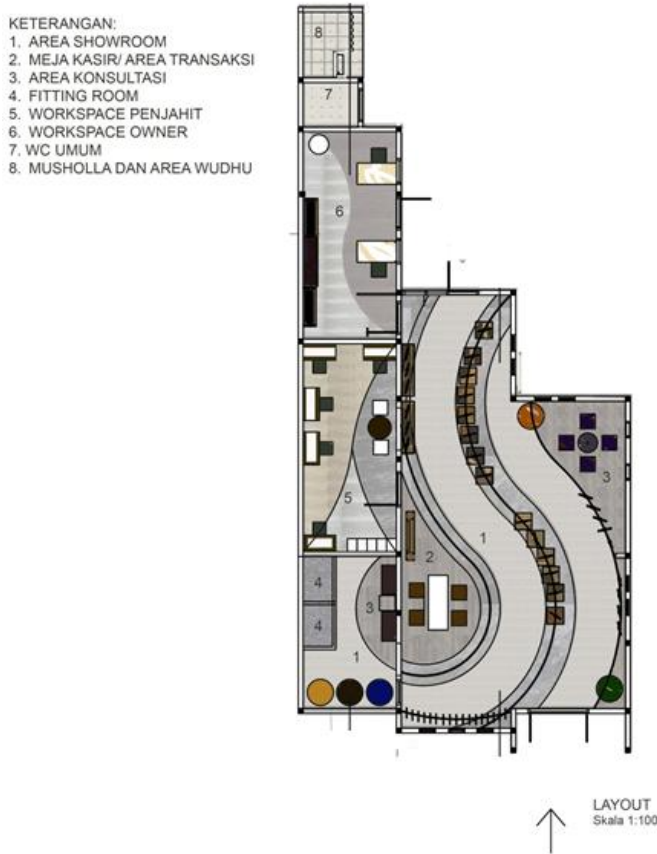 KETERANGAN:
1. AREA SHOWROOM
2. MEJA KASIR/ AREA TRANSAKSI
3. AREA KONSULTASI
4. FITTING ROOM
5. WORKSPACE PENJAHIT
6. WORKSPACE OWNER
7. WC UMUM
8. MUSHOLLA DAN AREA WUDHU
8
7
6
3
5
2
1
4
3
4
1
LAYOUT
Skala 1:100